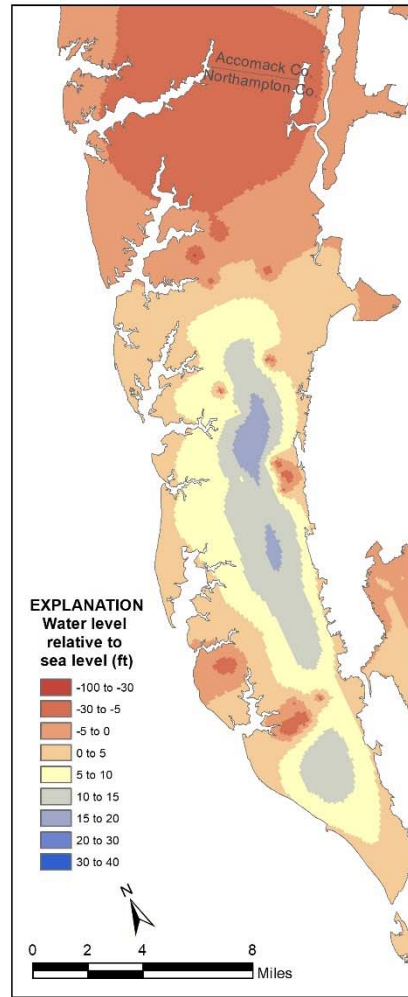 Accomack Co.
Northampton Co.
EXPLANATION
Water level
relative to
sea level (ft)
-100 to -30
-30 to -5
-5 to 0
0 to 5
5 to 10
10 to 15
15 to 20
20 to 30
30 to 40
N
0 2 4 8
Miles